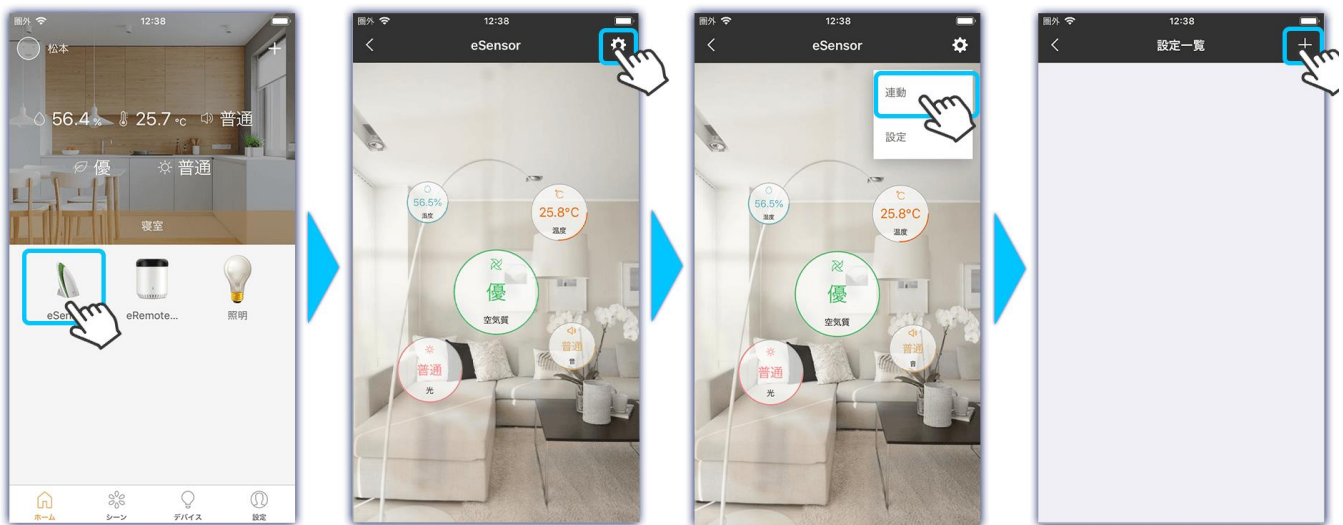 圏外 12:38
松本
+
56.4% 25.7℃ 普通
優 普通
寝室
eSen
eRemote...
照明
ホーム シーン デバイス 設定
圏外 12:38
eSensor
56.5%
湿度
25.8°C
温度
優
空気質
普通
音
普通
光
圏外 12:38
eSensor
連動
設定
56.5%
湿度
25.8°C
温度
優
空気質
普通
音
普通
光
圏外 12:38
設定一覧
+